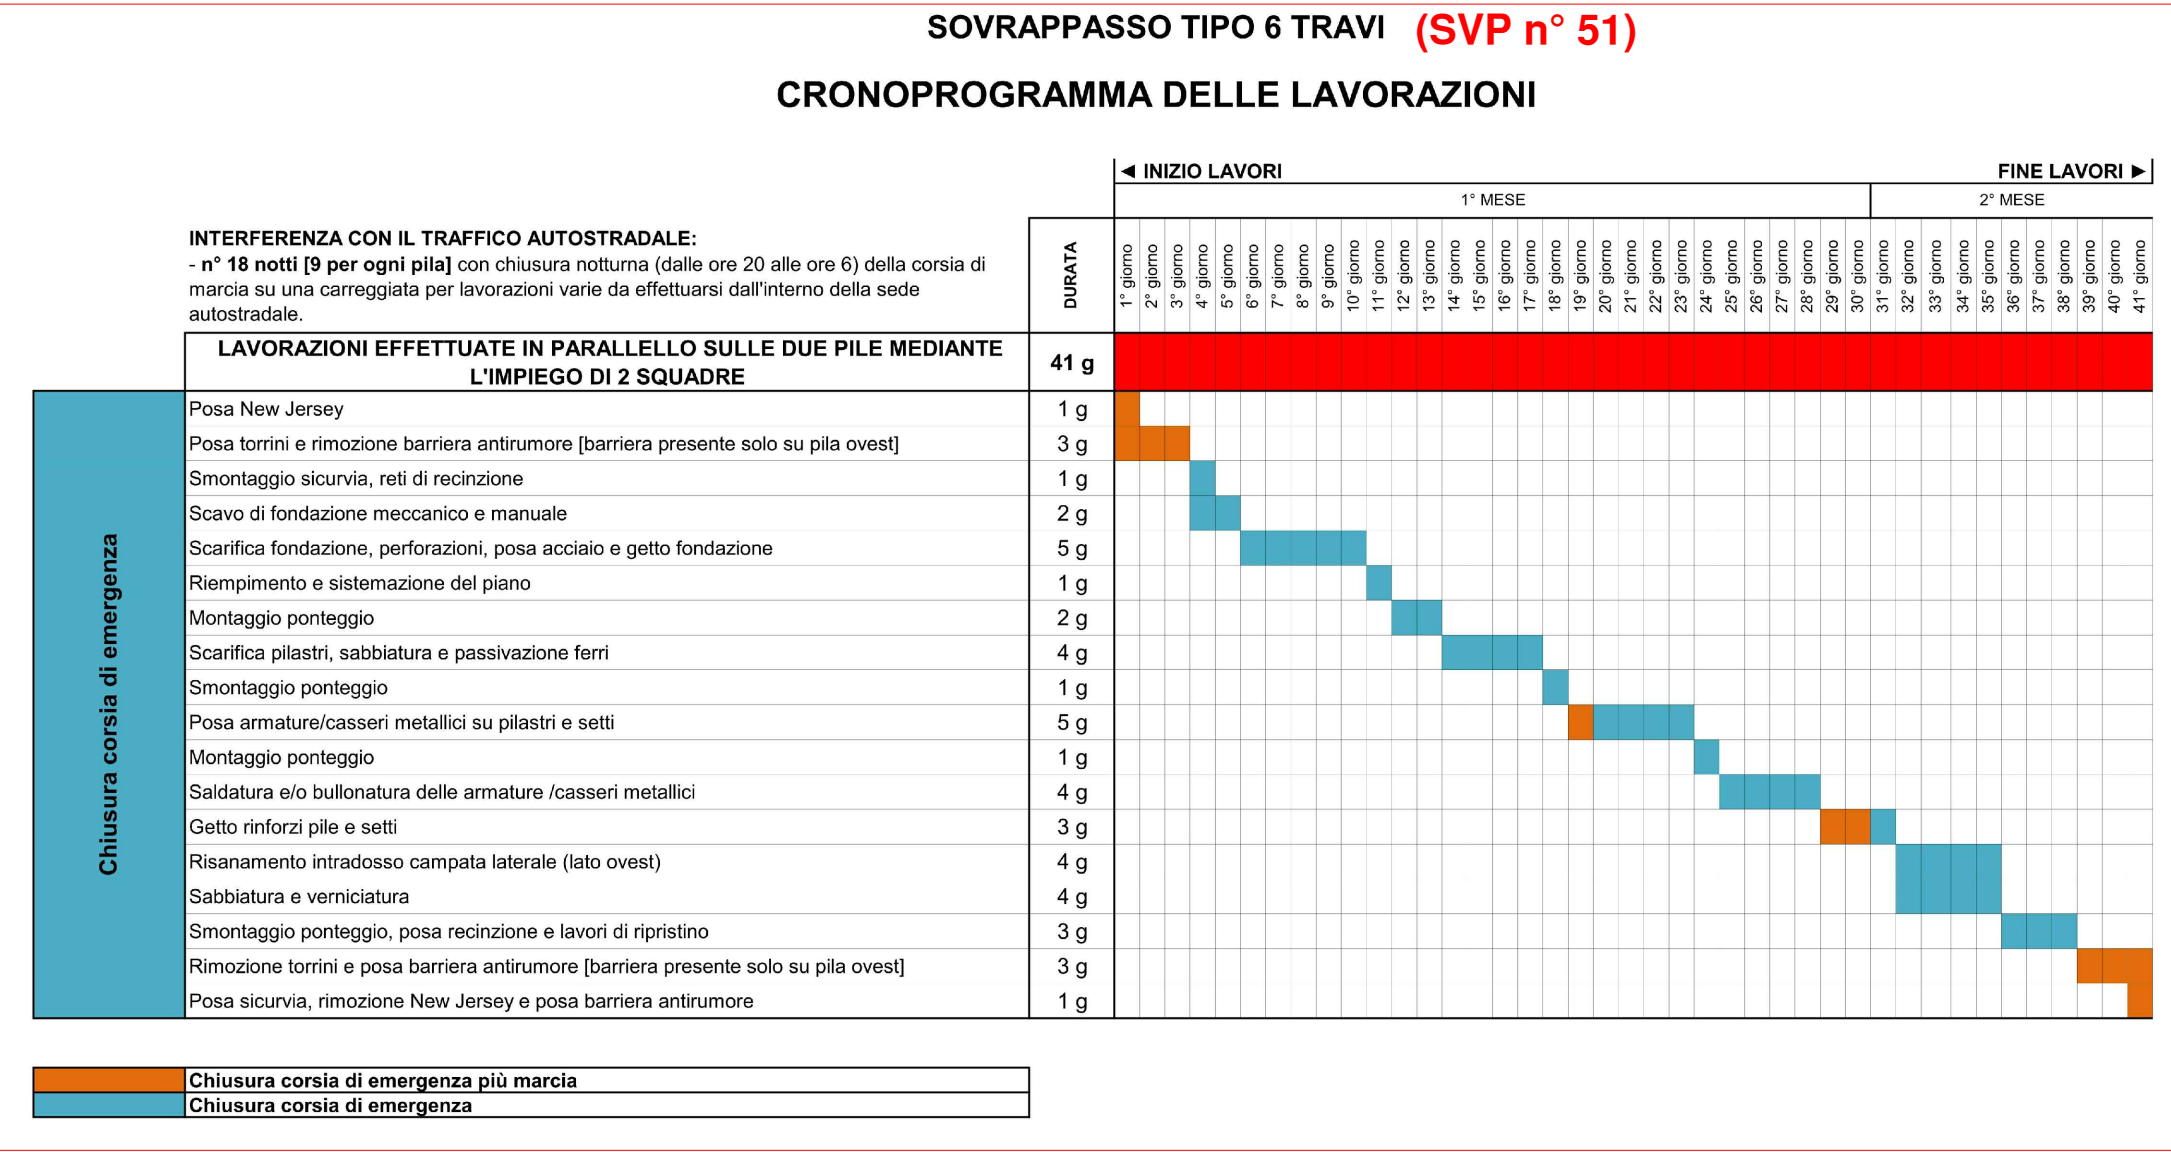 SOVRAPPASSO TIPO 6 TRAVI (SVP n° 51)
CRONOPROGRAMMA DELLE LAVORAZIONI
◄ INIZIO LAVORI FINE LAVORI ►
1° MESE 2° MESE
INTERFERENZA CON IL TRAFFICO AUTOSTRADALE:
- n° 18 notti [9 per ogni pila] con chiusura notturna (dalle ore 20 alle ore 6) della corsia di
marcia su una carreggiata per lavorazioni varie da effettuarsi dall'interno della sede
autostradale.
DURATA
1° giorno
2° giorno
3° giorno
4° giorno
5° giorno
6° giorno
7° giorno
8° giorno
9° giorno
10° giorno
11° giorno
12° giorno
13° giorno
14° giorno
15° giorno
16° giorno
17° giorno
18° giorno
19° giorno
20° giorno
21° giorno
22° giorno
23° giorno
24° giorno
25° giorno
26° giorno
27° giorno
28° giorno
29° giorno
30° giorno
31° giorno
32° giorno
33° giorno
34° giorno
35° giorno
36° giorno
37° giorno
38° giorno
39° giorno
40° giorno
41° giorno
LAVORAZIONI EFFETTUATE IN PARALLELLO SULLE DUE PILE MEDIANTE
L'IMPIEGO DI 2 SQUADRE
41 g
Chiusura corsia di emergenza
Posa New Jersey 1 g
Posa torrini e rimozione barriera antirumore [barriera presente solo su pila ovest] 3 g
Smontaggio sicurvia, reti di recinzione 1 g
Scavo di fondazione meccanico e manuale 2 g
Scarifica fondazione, perforazioni, posa acciaio e getto fondazione 5 g
Riempimento e sistemazione del piano 1 g
Montaggio ponteggio 2 g
Scarifica pilastri, sabbiatura e passivazione ferri 4 g
Smontaggio ponteggio 1 g
Posa armature/casseri metallici su pilastri e setti 5 g
Montaggio ponteggio 1 g
Saldatura e/o bullonatura delle armature /casseri metallici 4 g
Getto rinforzi pile e setti 3 g
Risanamento intradosso campata laterale (lato ovest) 4 g
Sabbiatura e verniciatura 4 g
Smontaggio ponteggio, posa recinzione e lavori di ripristino 3 g
Rimozione torrini e posa barriera antirumore [barriera presente solo su pila ovest] 3 g
Posa sicurvia, rimozione New Jersey e posa barriera antirumore 1 g
Chiusura corsia di emergenza più marcia
Chiusura corsia di emergenza